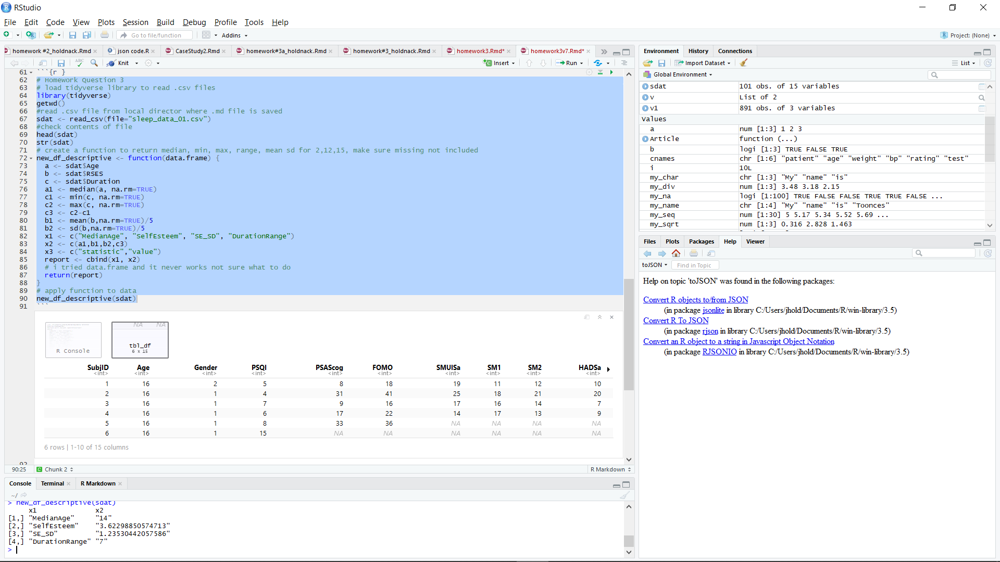 RStudio
File Edit Code View Plots Session Build Debug Profile Tools Help
Go to file/function Addins Project: (None)
homework #2_holdnack.Rmd json code.R CaseStudy2.Rmd homework#3a_holdnack.Rmd homework#3_holdnack.Rmd homework3.Rmd* homework3v7.Rmd*
ABC Knit Insert Run
61 ```{r }
62 # Homework Question 3
63 # load tidyverse library to read .csv files
64 library(tidyverse)
65 getwd()
66 #read .csv file from local director where .md file is saved
67 sdat <- read_csv(file="sleep_data_01.csv")
68 #check contents of file
69 head(sdat)
70 str(sdat)
71 # create a function to return median, min, max, range, mean sd for 2,12,15, make sure missing not included
72 new_df_descriptive <- function(data.frame) {
73 a <- sdat$Age
74 b <- sdat$RSES
75 c <- sdat$Duration
76 a1 <- median(a, na.rm=TRUE)
77 c1 <- min(c, na.rm=TRUE)
78 c2 <- max(c, na.rm=TRUE)
79 c3 <- c2-c1
80 b1 <- mean(b,na.rm=TRUE)/5
81 b2 <- sd(b,na.rm=TRUE)/5
82 x1 <- c("MedianAge", "SelfEsteem", "SE_SD", "DurationRange")
83 x2 <- c(a1,b1,b2,c3)
84 x3 <- c("statistic","value")
85 report <- cbind(x1, x2)
86 # i tried data.frame and it never works not sure what to do
87 return(report)
88 }
89 # apply function to data
90 new_df_descriptive(sdat)
91 ```
R Console
NA NA
tbl_df
6 x 15
SubjID Age Gender PSQI PSAScog FOMO SMUISa SM1 SM2 HADSa
<int> <int> <int> <int> <int> <int> <int> <int> <int> <int>
1 16 2 5 8 18 19 11 12 10
2 16 1 4 31 41 25 18 21 20
3 16 1 7 9 16 17 16 14 7
4 16 1 6 17 22 14 17 13 9
5 16 1 8 33 36 NA NA NA NA
6 16 1 15 NA NA NA NA NA NA
6 rows | 1-10 of 15 columns
92
90:25 Chunk 2 R Markdown
Console Terminal R Markdown
~/
> new_df_descriptive(sdat)
x1 x2
[1,] "MedianAge" "14"
[2,] "SelfEsteem" "3.62298850574713"
[3,] "SE_SD" "1.23530442057586"
[4,] "DurationRange" "7"
>
Environment History Connections
Import Dataset List
Global Environment
sdat 101 obs. of 15 variables
v List of 2
v1 891 obs. of 3 variables
Values
a num [1:3] 1 2 3
Article function (...)
b logi [1:3] TRUE FALSE TRUE
cnames chr [1:6] "patient" "age" "weight" "bp" "rating" "test"
i 10L
my_char chr [1:3] "My" "name" "is"
my_div num [1:3] 3.48 3.18 2.15
my_na logi [1:100] TRUE FALSE FALSE TRUE TRUE FALSE ...
my_name chr [1:4] "My" "name" "is" "Toonces"
my_seq num [1:30] 5 5.17 5.34 5.52 5.69 ...
my_sqrt num [1:3] 0.316 2.828 1.463
Files Plots Packages Help Viewer
toJSON Find in Topic
Help on topic 'toJSON' was found in the following packages:
Convert R objects to/from JSON
(in package jsonlite in library C:/Users/jhold/Documents/R/win-library/3.5)
Convert R To JSON
(in package rjson in library C:/Users/jhold/Documents/R/win-library/3.5)
Convert an R object to a string in Javascript Object Notation
(in package RJSONIO in library C:/Users/jhold/Documents/R/win-library/3.5)